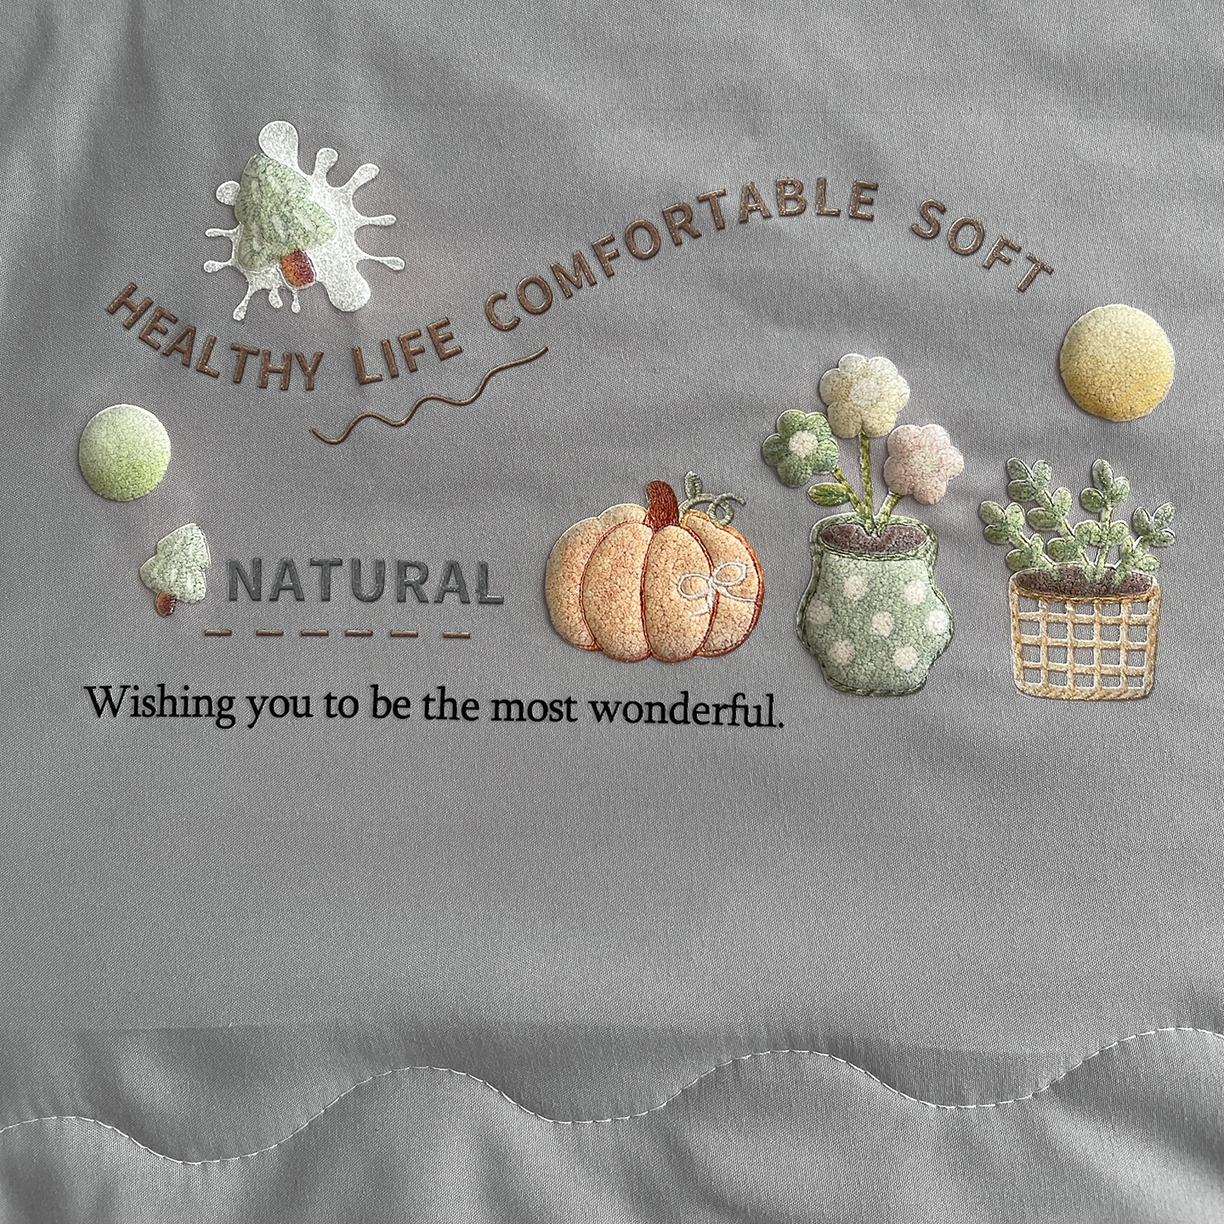 HEALTHY LIFE COMFORTABLE SOFT
NATURAL
Wishing you to be the most wonderful.